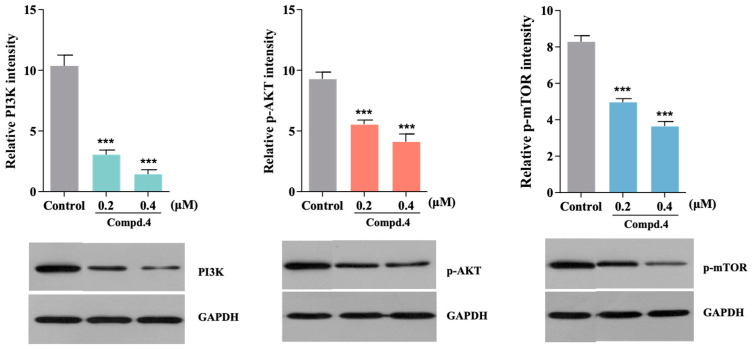 Relative PI3K intensity
15
10
5
0
***
***
Control
0.2
0.4
(μM)
Compd.4
PI3K
GAPDH
Relative p-AKT intensity
15
10
5
0
***
***
Control
0.2
0.4
(μM)
Compd.4
p-AKT
GAPDH
Relative p-mTOR intensity
10
8
6
4
2
0
***
***
Control
0.2
0.4
(μM)
Compd.4
p-mTOR
GAPDH